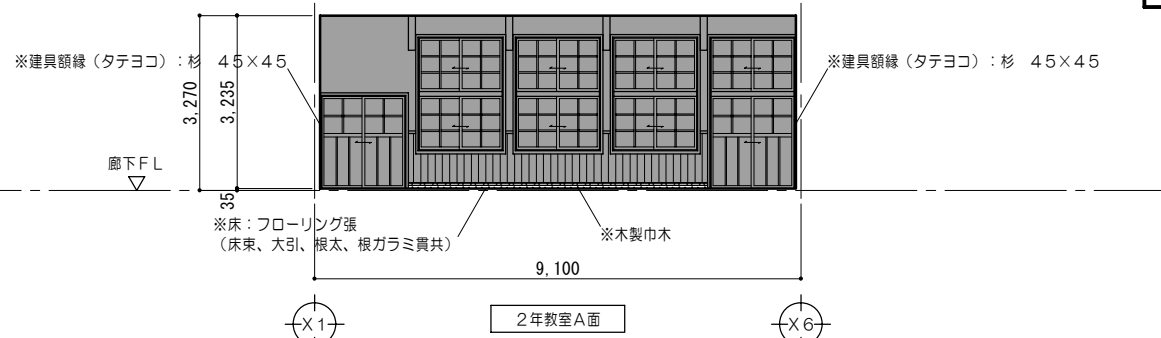 ※建具額縁（タテヨコ）：杉　４５×４５
※建具額縁（タテヨコ）：杉　４５×４５
3,270
3,235
廊下ＦＬ
35
※床：フローリング張
（床束、大引、根太、根ガラミ貫共）
※木製巾木
9,100
Ｘ１
２年教室Ａ面
Ｘ６